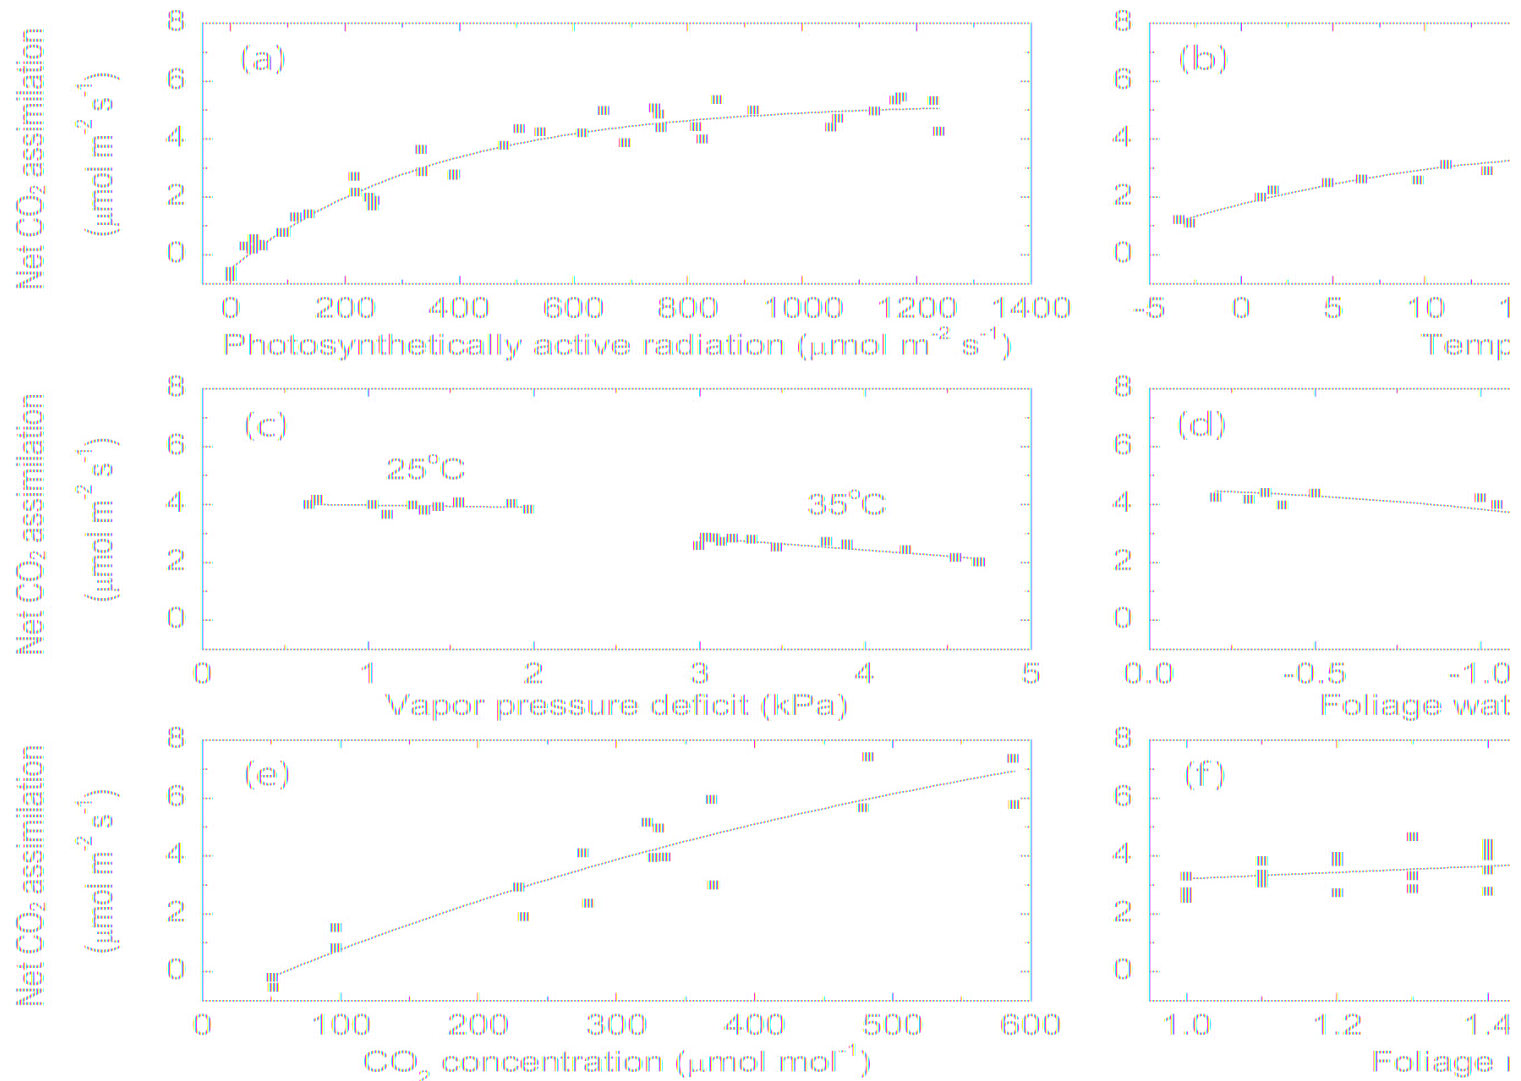 Net CO2 assimilation
(µmol m-2 s-1)
8
6
4
2
0
(a)
0 200 400 600 800 1000 1200 1400
Photosynthetically active radiation (µmol m-2 s-1)
8
6
4
2
0
(b)
-5 0 5 10
Net CO2 assimilation
(µmol m-2 s-1)
8
6
4
2
0
(c)
25°C
35°C
0 1 2 3 4 5
Vapor pressure deficit (kPa)
8
6
4
2
0
(d)
0.0 -0.5 -1.0
Foliage
Net CO2 assimilation
(µmol m-2 s-1)
8
6
4
2
0
(e)
0 100 200 300 400 500 600
CO2 concentration (µmol mol-1)
8
6
4
2
0
(f)
1.0 1.2 1.4
Foliage